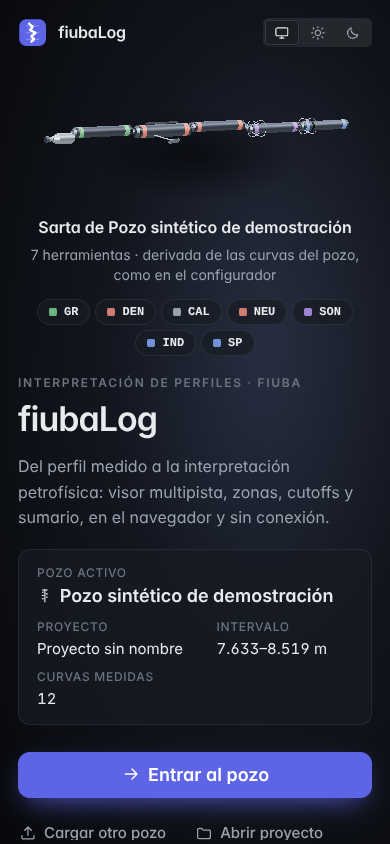 fiubaLog
Sarta de Pozo sintético de demostración
7 herramientas · derivada de las curvas del pozo,
como en el configurador
GR DEN CAL NEU SON
IND SP
INTERPRETACIÓN DE PERFILES · FIUBA
fiubaLog
Del perfil medido a la interpretación
petrofísica: visor multipista, zonas, cutoffs y
sumario, en el navegador y sin conexión.
POZO ACTIVO
Pozo sintético de demostración
PROYECTO INTERVALO
Proyecto sin nombre 7.633–8.519 m
CURVAS MEDIDAS
12
Entrar al pozo
Cargar otro pozo Abrir proyecto